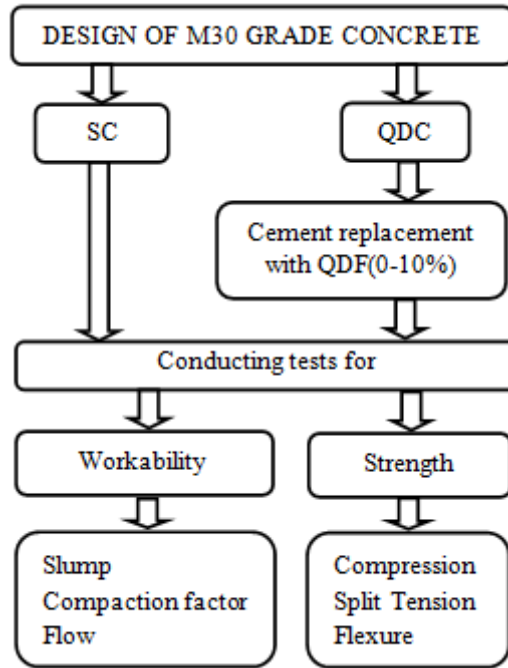 DESIGN OF M30 GRADE CONCRETE
SC
QDC
Cement replacement
with QDF(0-10%)
Conducting tests for
Workability
Strength
Slump
Compaction factor
Flow
Compression
Split Tension
Flexure